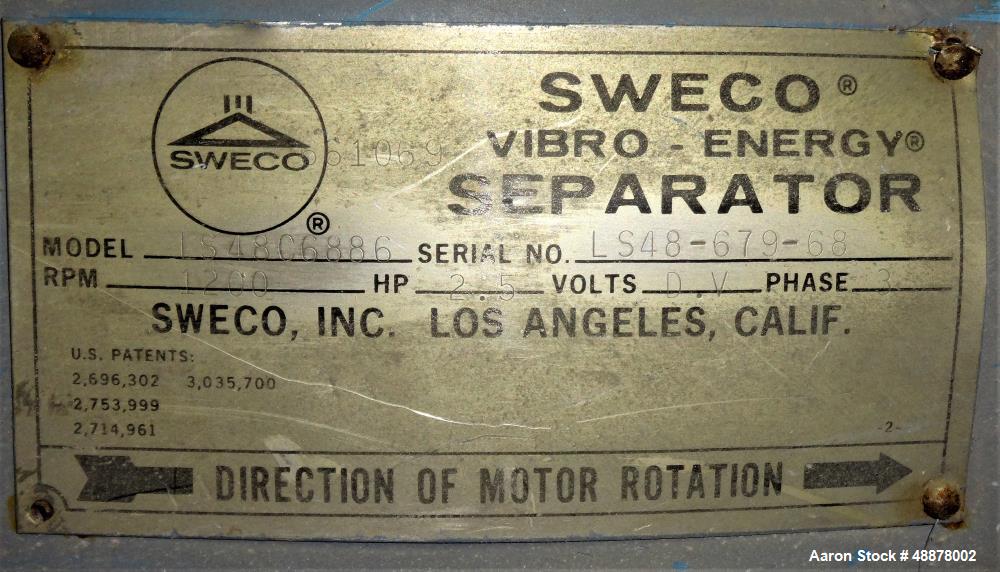 SWECO®
VIBRO - ENERGY®
SEPARATOR
SWECO
®
61069
MODEL LS48C6886 SERIAL NO. LS48-679-68
RPM 1200 HP 2.5 VOLTS D.V PHASE 3
SWECO, INC. LOS ANGELES, CALIF.
U.S. PATENTS:
2,696,302 3,035,700
2,753,999
2,714,961
-2-
DIRECTION OF MOTOR ROTATION
Aaron Stock # 48878002